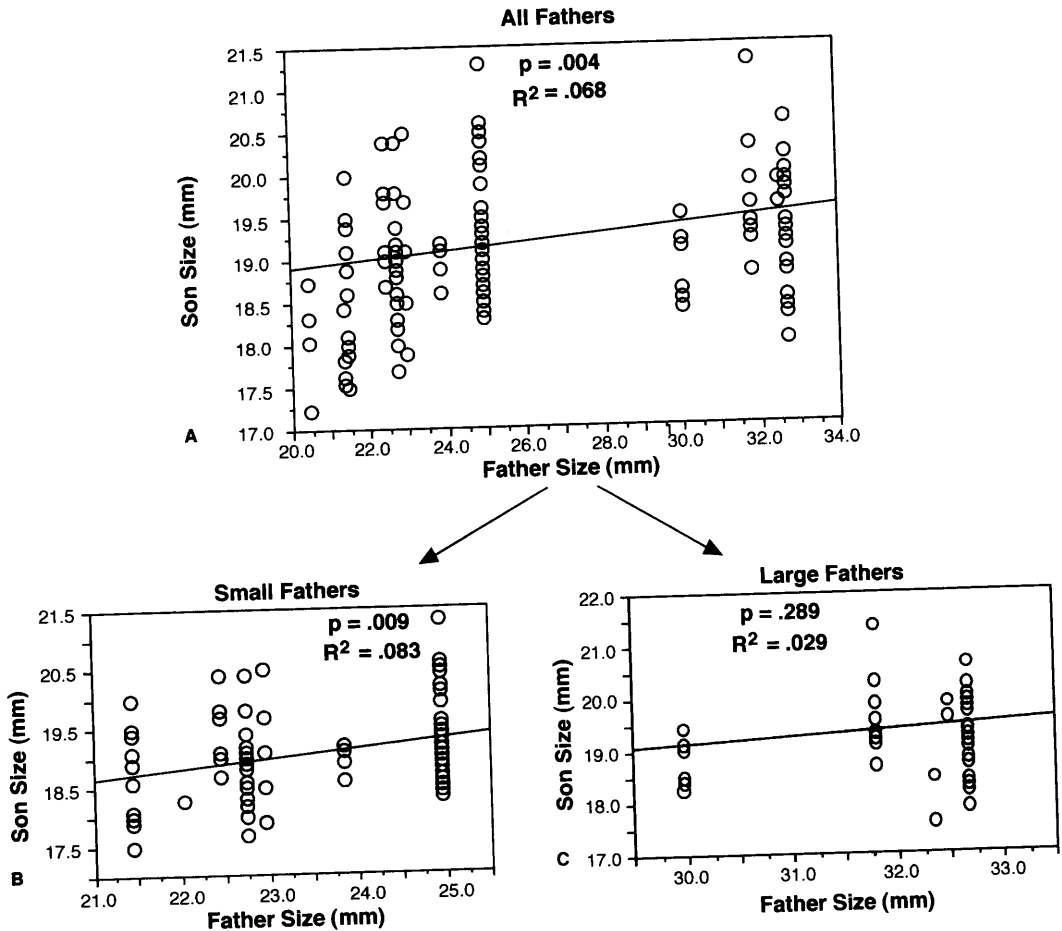 All Fathers
p = .004
R² = .068
21.5
21.0
20.5
20.0
19.5
19.0
18.5
18.0
17.5
17.0
Son Size (mm)
A
20.0 22.0 24.0 26.0 28.0 30.0 32.0 34.0
Father Size (mm)
Small Fathers
p = .009
R² = .083
21.5
20.5
19.5
18.5
17.5
Son Size (mm)
B
21.0 22.0 23.0 24.0 25.0
Father Size (mm)
Large Fathers
p = .289
R² = .029
22.0
21.0
20.0
19.0
18.0
17.0
Son Size (mm)
C
30.0 31.0 32.0 33.0
Father Size (mm)